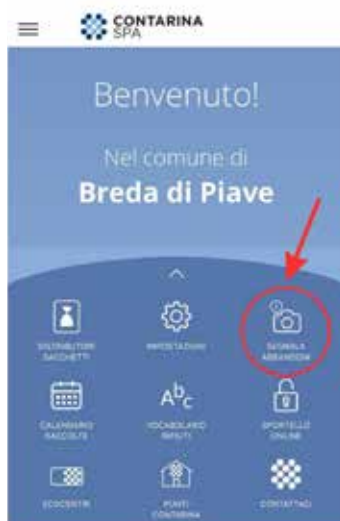 CONTARINA
SPA
Benvenuto!
Nel comune di
Breda di Piave
DISTRIBUTORI
SACCHETTI
IMPOSTAZIONI
SEGNALA
ABBANDONI
CALENDARIO
RACCOLTE
Abc
VOCABOLARIO
RIFIUTI
SPORTELLO
ONLINE
ECOCENTRI
PUNTI
CONTARINA
CONTATTACI